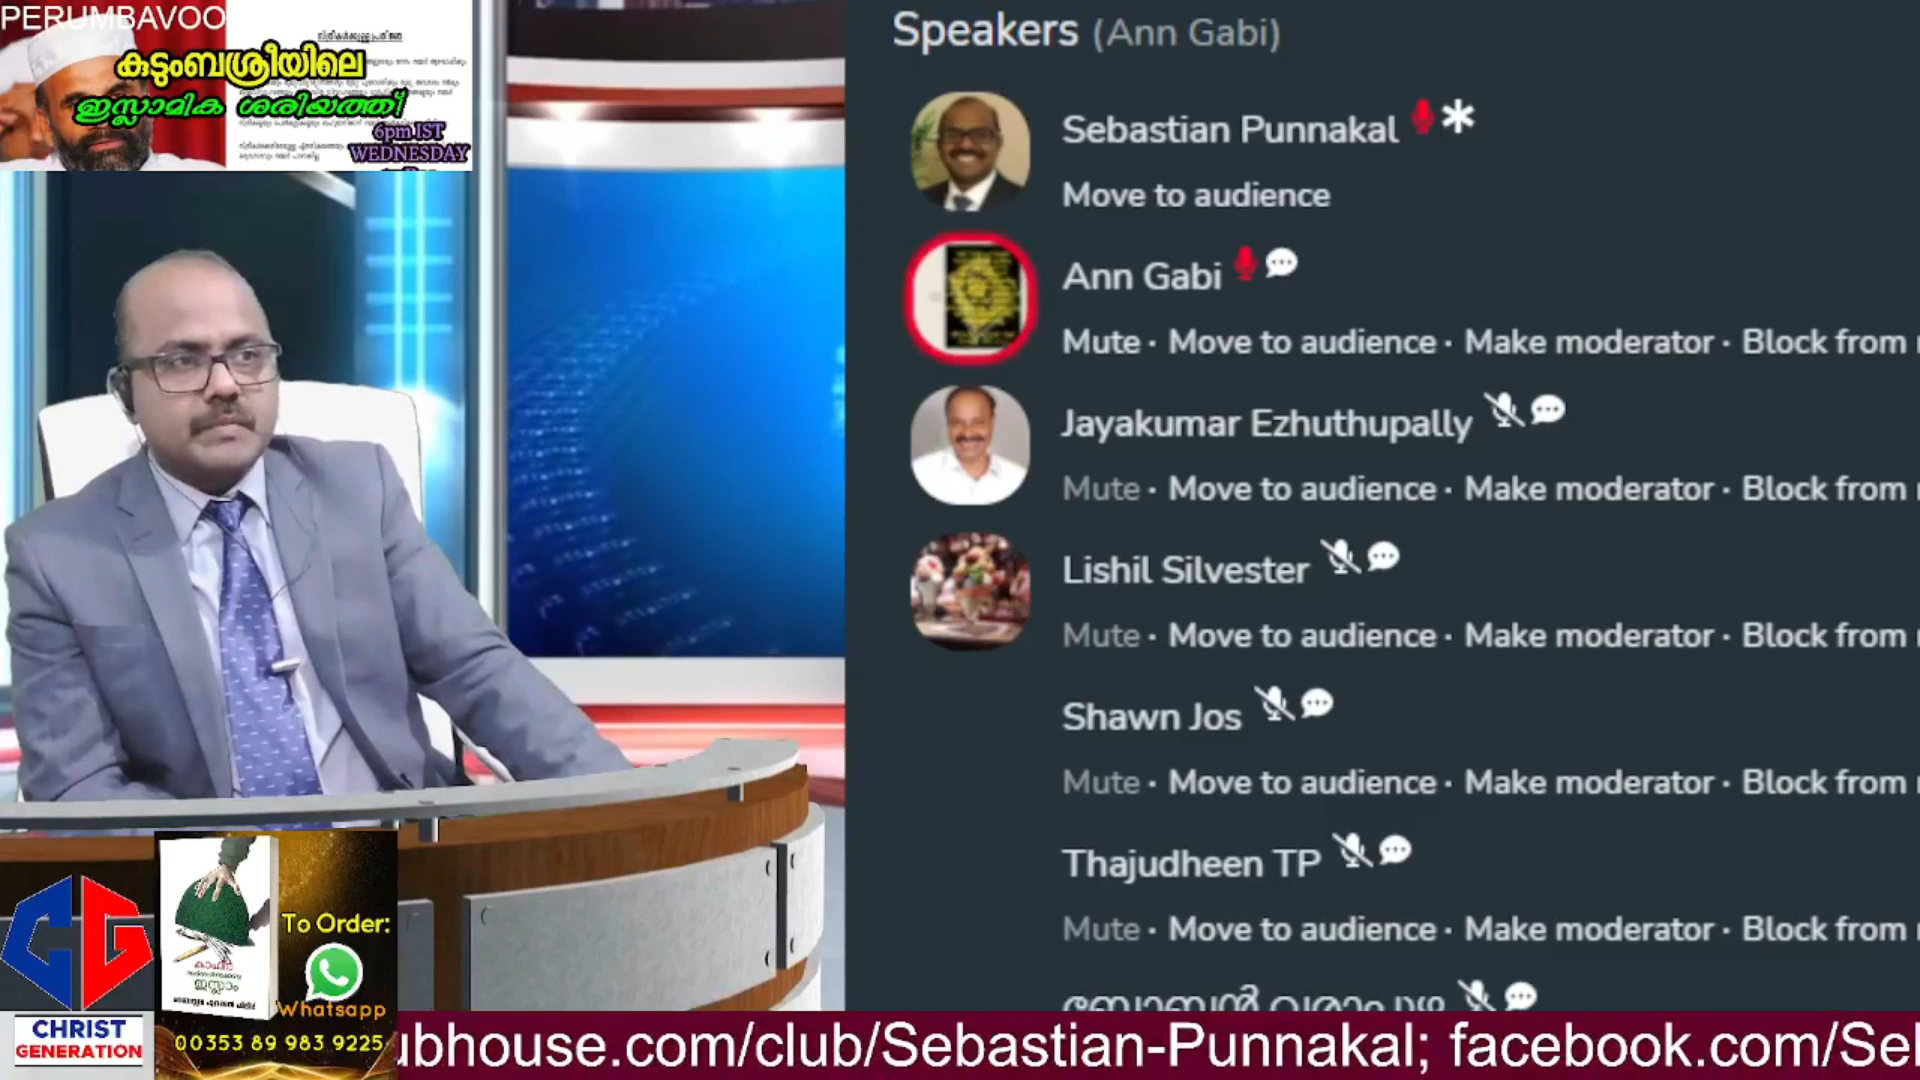 PERUMBAVOO
കുടുംബശ്രീയിലെ
ഇസ്ലാമിക ശരിയത്ത്!
6pm IST
WEDNESDAY
Speakers (Ann Gabi)
Sebastian Punnakal
Move to audience
Ann Gabi
Mute · Move to audience · Make moderator · Block from
Jayakumar Ezhuthupally
Mute · Move to audience · Make moderator · Block from
Lishil Silvester
Mute · Move to audience · Make moderator · Block from
Shawn Jos
Mute · Move to audience · Make moderator · Block from
Thajudheen TP
Mute · Move to audience · Make moderator · Block from
CG
CHRIST
GENERATION
ഇസ്ലാം
To Order:
Whatsapp
00353 89 983 9225
ubhouse.com/club/Sebastian-Punnakal; facebook.com/Sel